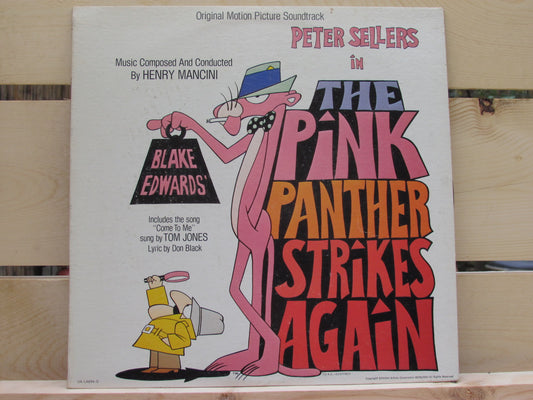 Original Motion Picture Soundtrack
PETER SELLERS
in
Music Composed And Conducted
By HENRY MANCINI
THE
PiNK
PANTHER
STRiKES
AGAiN
BLAKE
EDWARDS'
Includes the song
"Come To Me"
sung by TOM JONES
Lyric by Don Black